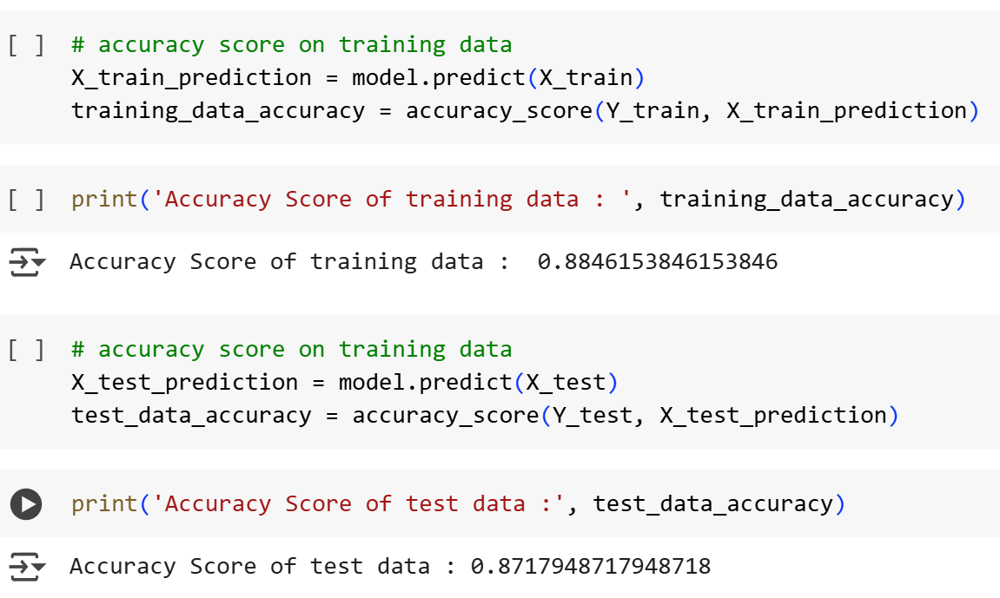 [ ] # accuracy score on training data
X_train_prediction = model.predict(X_train)
training_data_accuracy = accuracy_score(Y_train, X_train_prediction)
[ ] print('Accuracy Score of training data : ', training_data_accuracy)
Accuracy Score of training data :  0.8846153846153846
[ ] # accuracy score on training data
X_test_prediction = model.predict(X_test)
test_data_accuracy = accuracy_score(Y_test, X_test_prediction)
print('Accuracy Score of test data :', test_data_accuracy)
Accuracy Score of test data : 0.8717948717948718